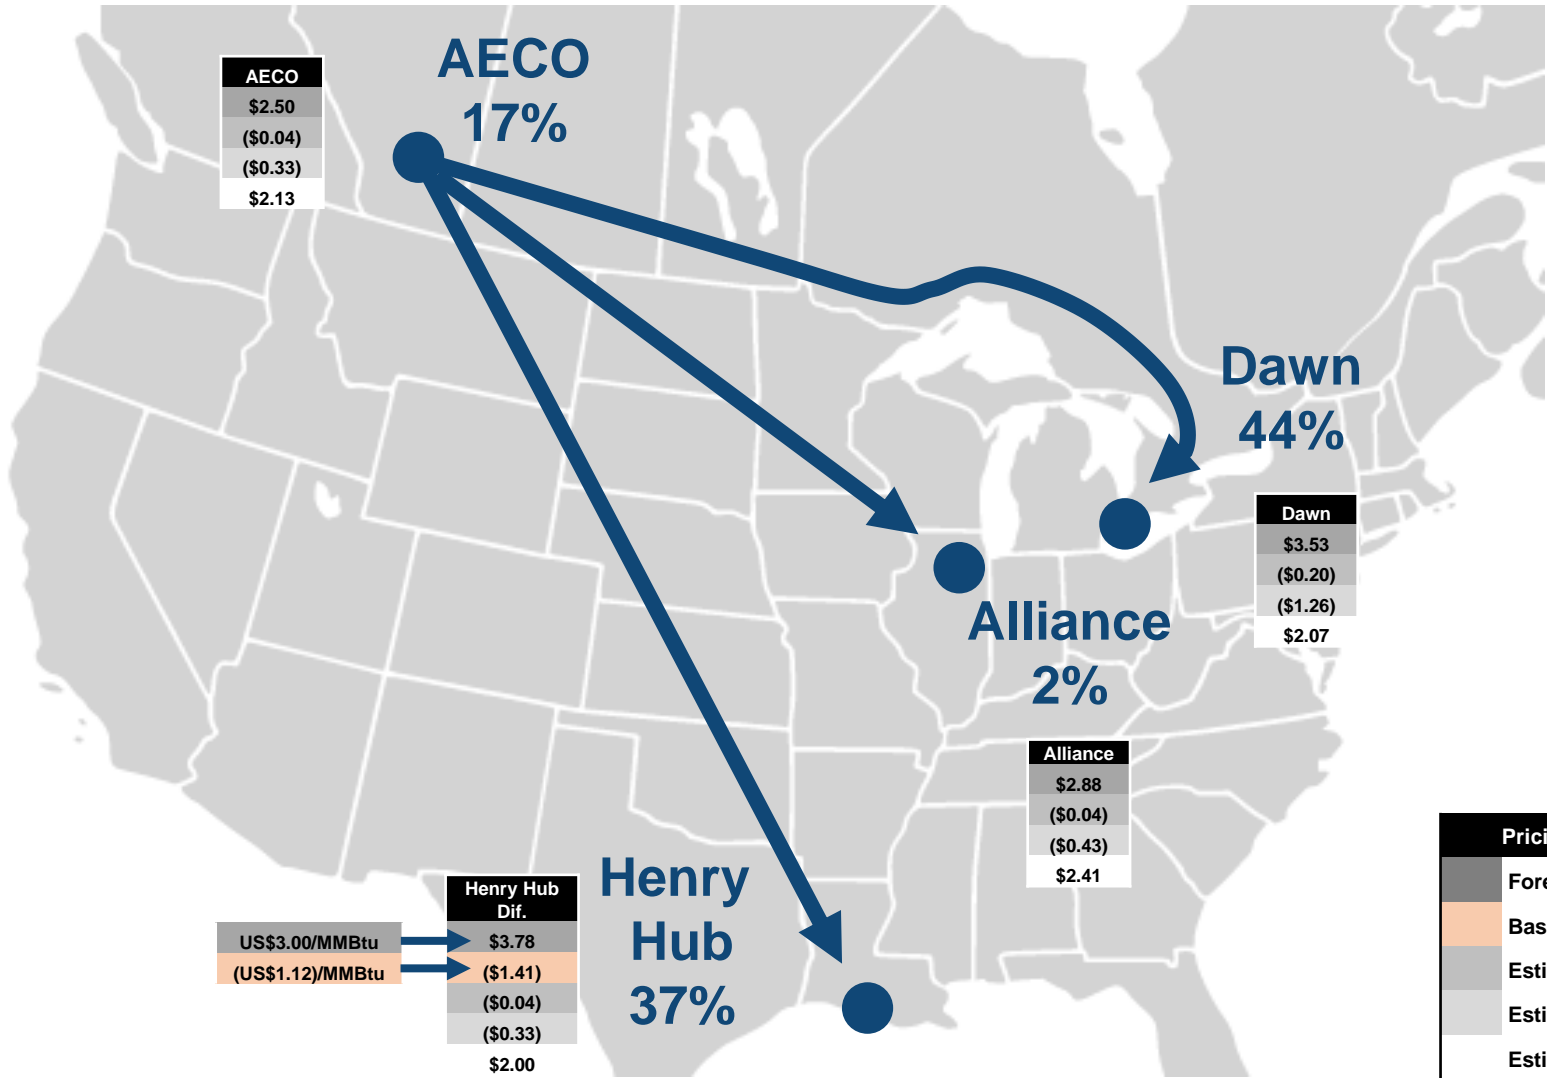 AECO
17%
AECO
$2.50
($0.04)
($0.33)
$2.13
Dawn
44%
Dawn
$3.53
($0.20)
($1.26)
$2.07
Alliance
2%
Alliance
$2.88
($0.04)
($0.43)
$2.41
Henry
Hub
37%
Henry Hub
Dif.
US$3.00/MMBtu $3.78
(US$1.12)/MMBtu ($1.41)
($0.04)
($0.33)
$2.00